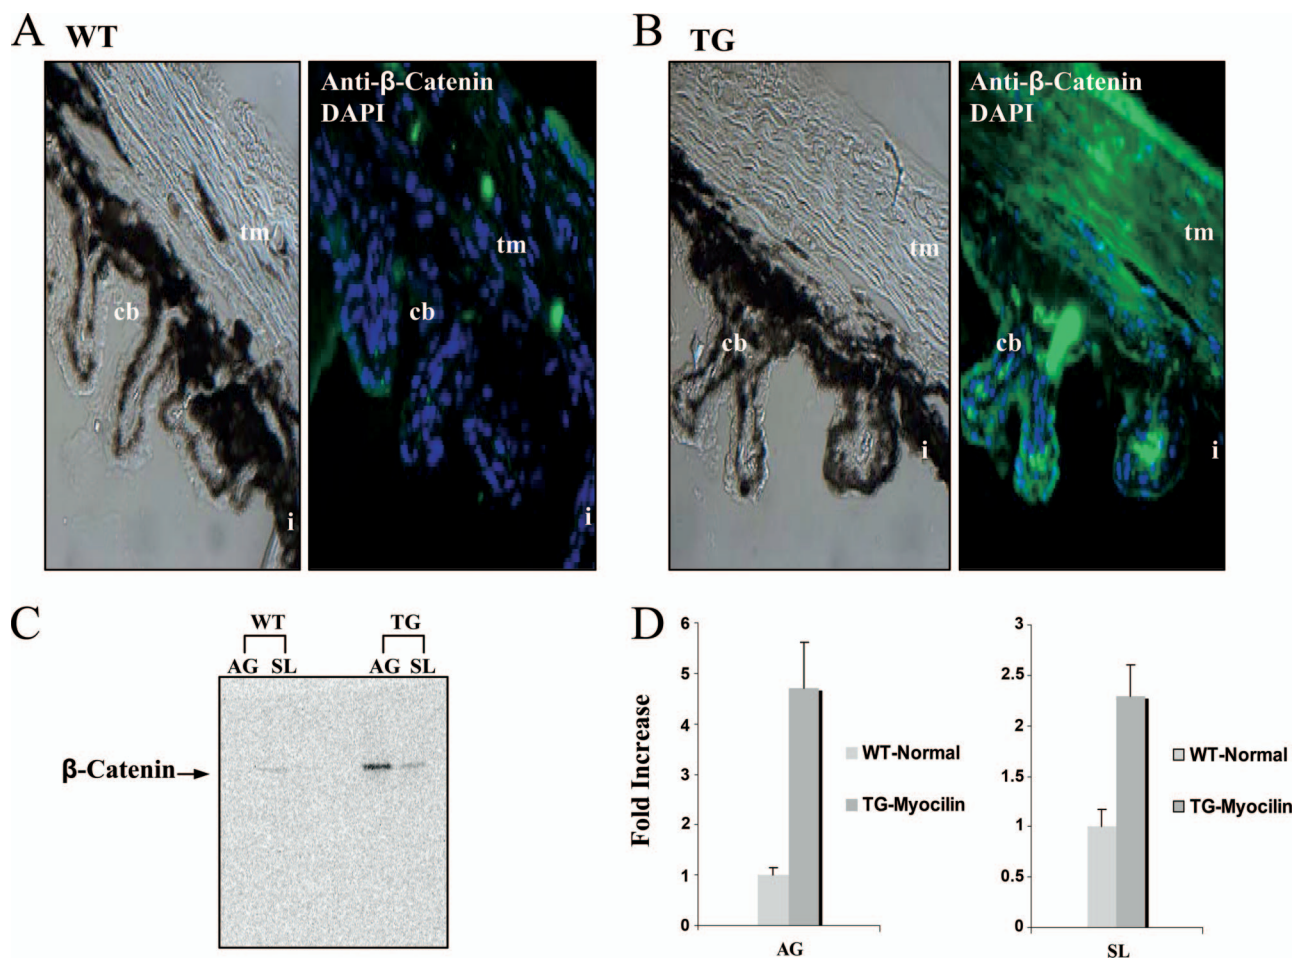 A WT
tm
cb
i
Anti-β-Catenin
DAPI
tm
cb
i
B TG
tm
cb
i
Anti-β-Catenin
DAPI
tm
cb
i
C
WT TG
AG SL AG SL
β-Catenin
D
Fold Increase
6
5
4
3
2
1
0
AG
WT-Normal
TG-Myocilin
3
2.5
2
1.5
1
0.5
0
SL
WT-Normal
TG-Myocilin